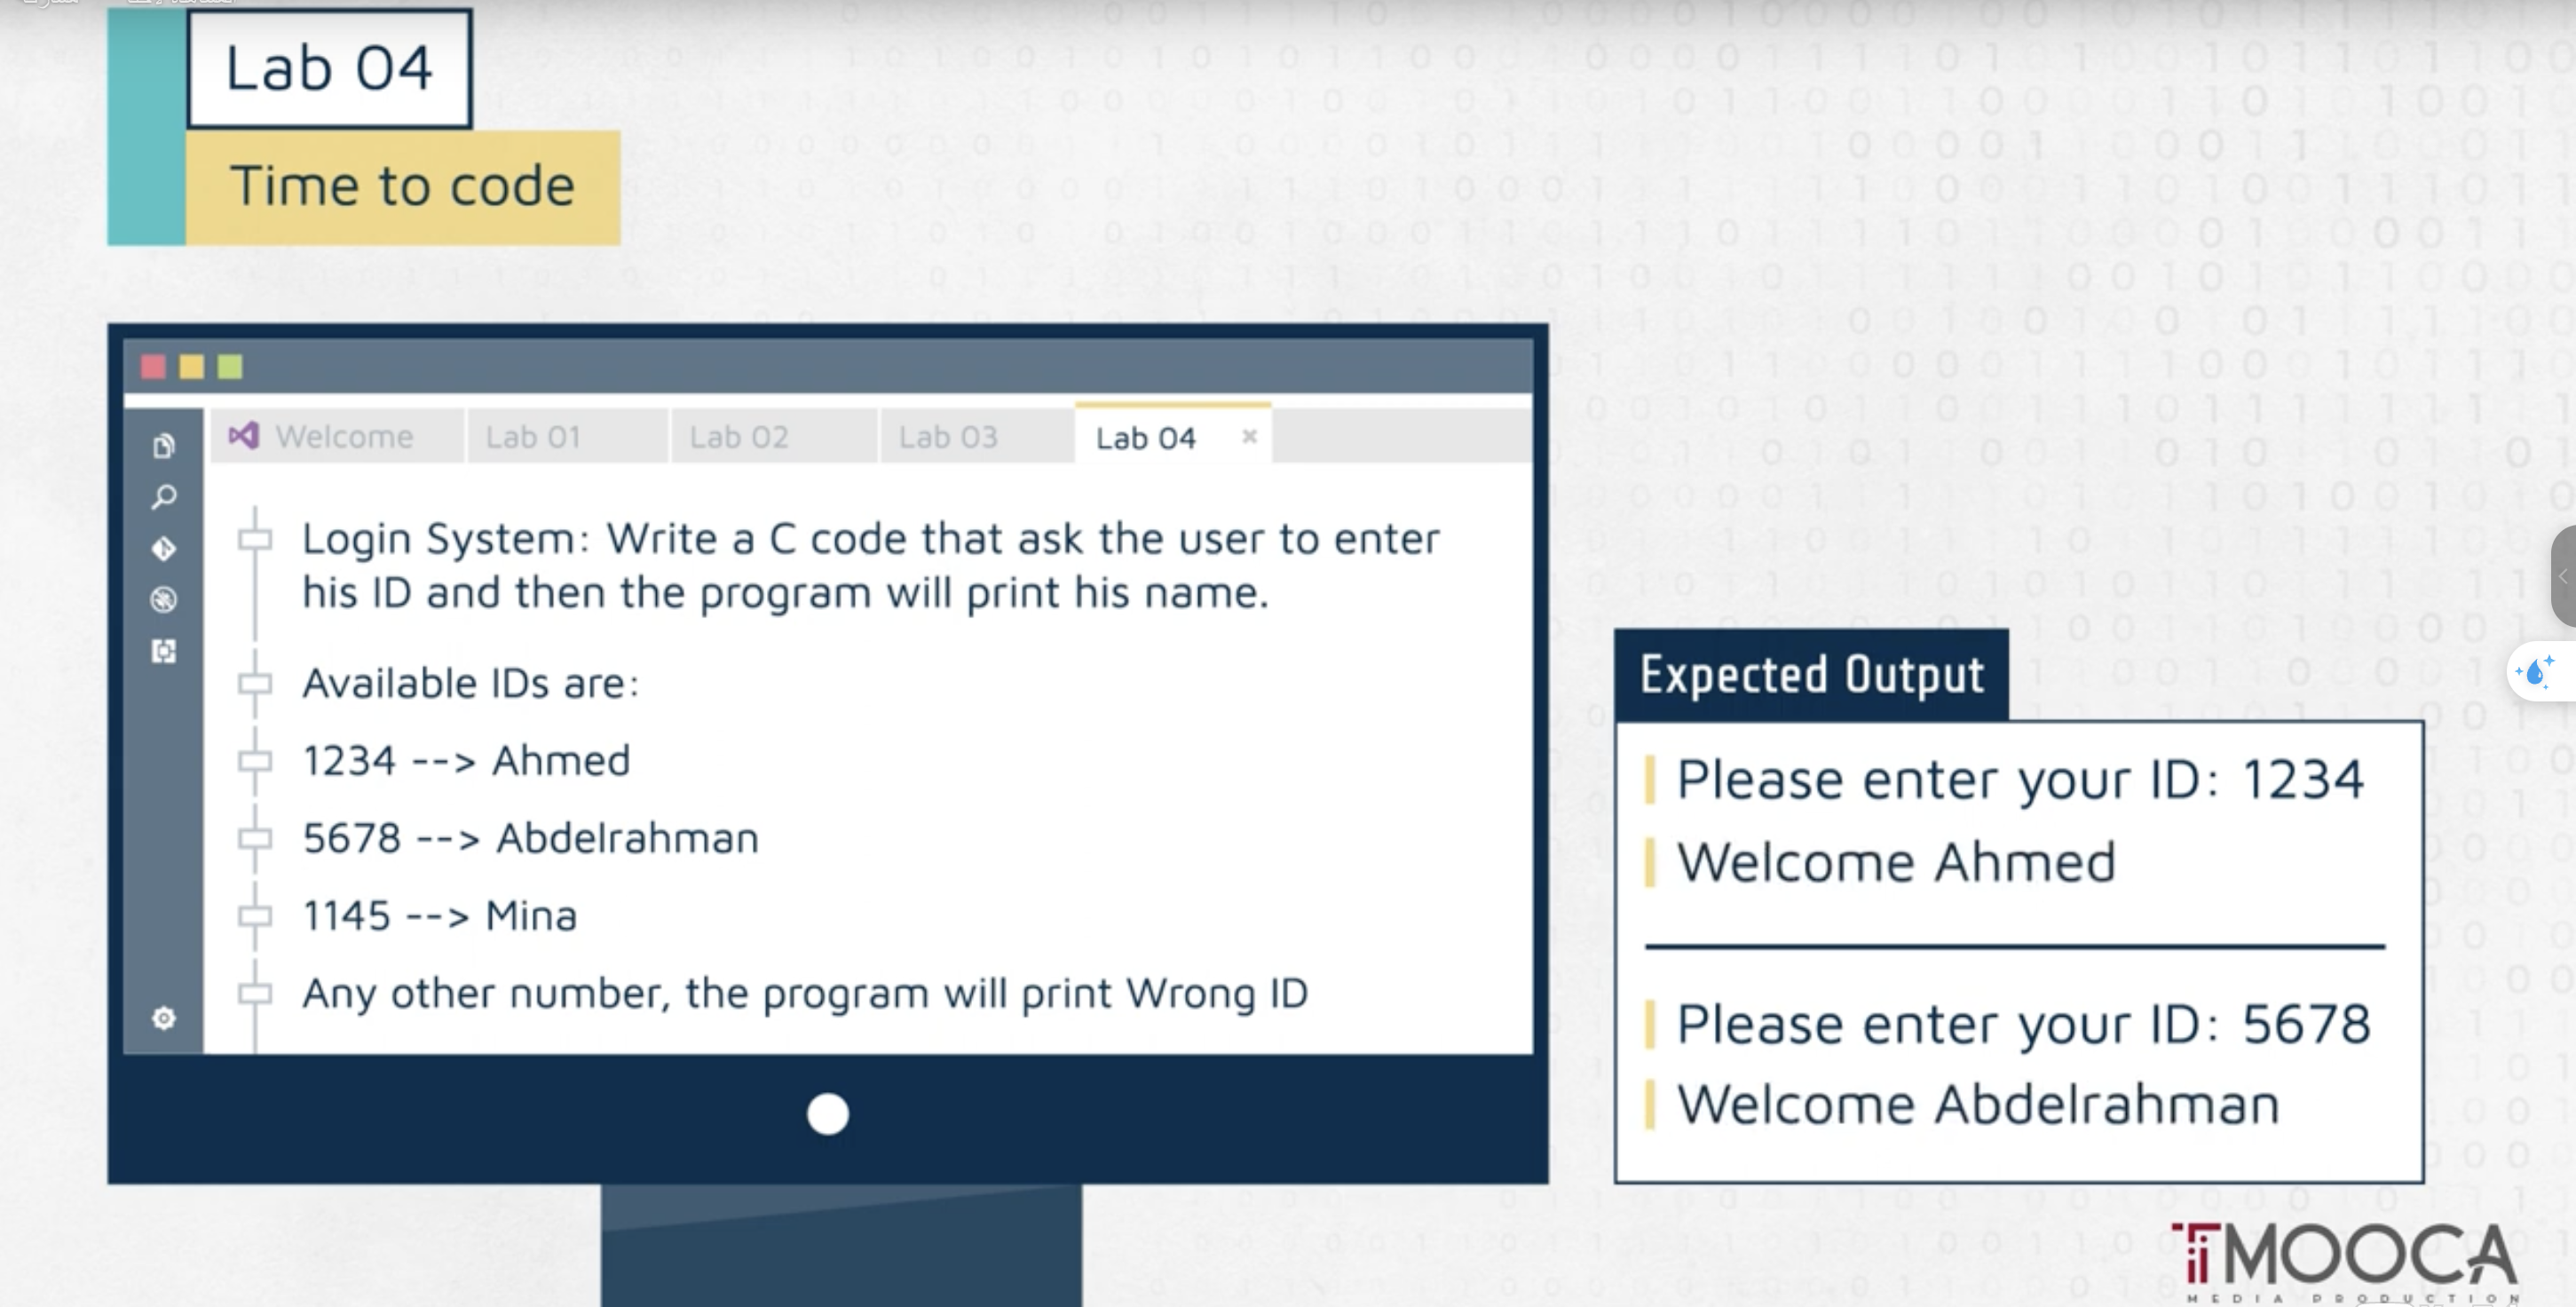 Lab 04
Time to code
Welcome
Lab 01
Lab 02
Lab 03
Lab 04
Login System: Write a C code that ask the user to enter
his ID and then the program will print his name.
Available IDs are:
1234 --> Ahmed
5678 --> Abdelrahman
1145 --> Mina
Any other number, the program will print Wrong ID
Expected Output
Please enter your ID: 1234
Welcome Ahmed
Please enter your ID: 5678
Welcome Abdelrahman
MOOCA
MEDIA PRODUCTION